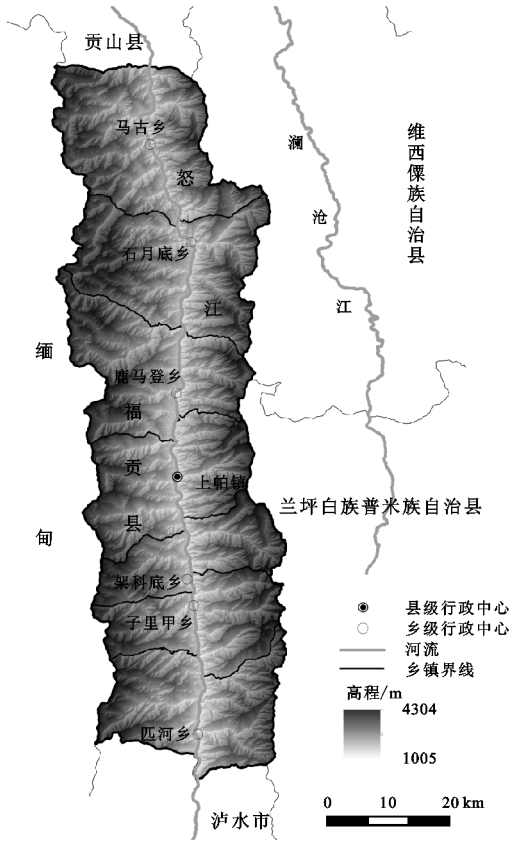 贡山县
马古乡
怒
石月底乡
江
鹿马登乡
福
贡
县
上帕镇
架科底乡
子里甲乡
匹河乡
泸水市
缅
甸
澜
沧
江
维西傈族自治县
兰坪白族普米族自治县
县级行政中心
乡级行政中心
河流
乡镇界线
高程/m
4304
1005
0 10 20 km